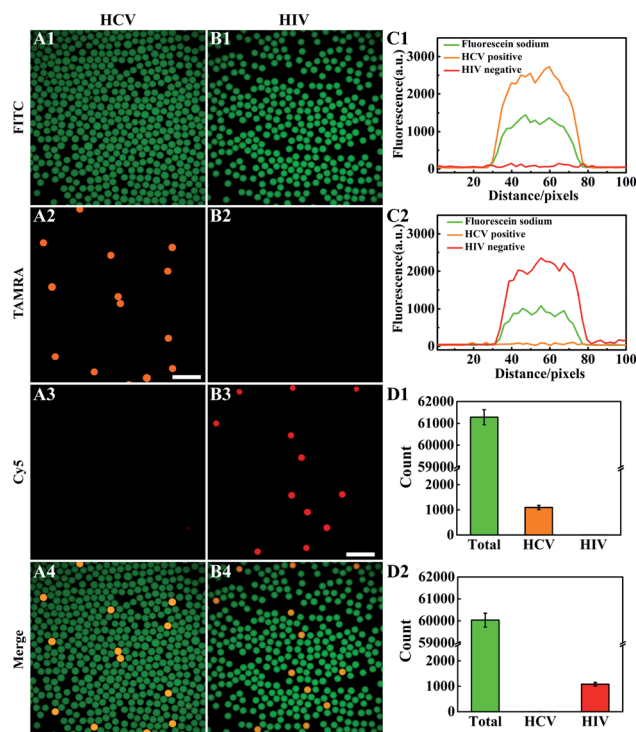 HCV
HIV
A1
B1
FITC
A2
B2
TAMRA
A3
B3
Cy5
A4
B4
Merge
C1
Fluorescein sodium
HCV positive
HIV negative
3000
2000
1000
0
Fluorescence(a.u.)
0 20 40 60 80 100
Distance/pixels
C2
Fluorescein sodium
HCV positive
HIV negative
3000
2000
1000
0
Fluorescence(a.u.)
0 20 40 60 80 100
Distance/pixels
D1
62000
61000
59000
2000
1000
0
Count
Total HCV HIV
D2
62000
60000
59000
2000
1000
0
Count
Total HCV HIV